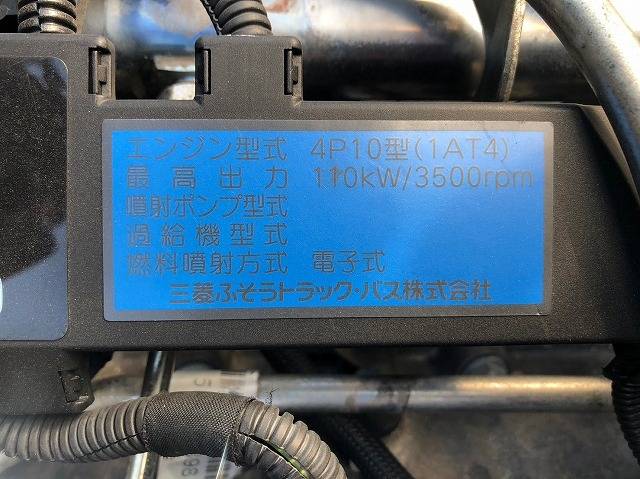 エンジン型式 4P10型(1AT4)
最高出力 110kW/3500rpm
噴射ポンプ型式
過給機型式
燃料噴射方式 電子式
三菱ふそうトラック・バス株式会社